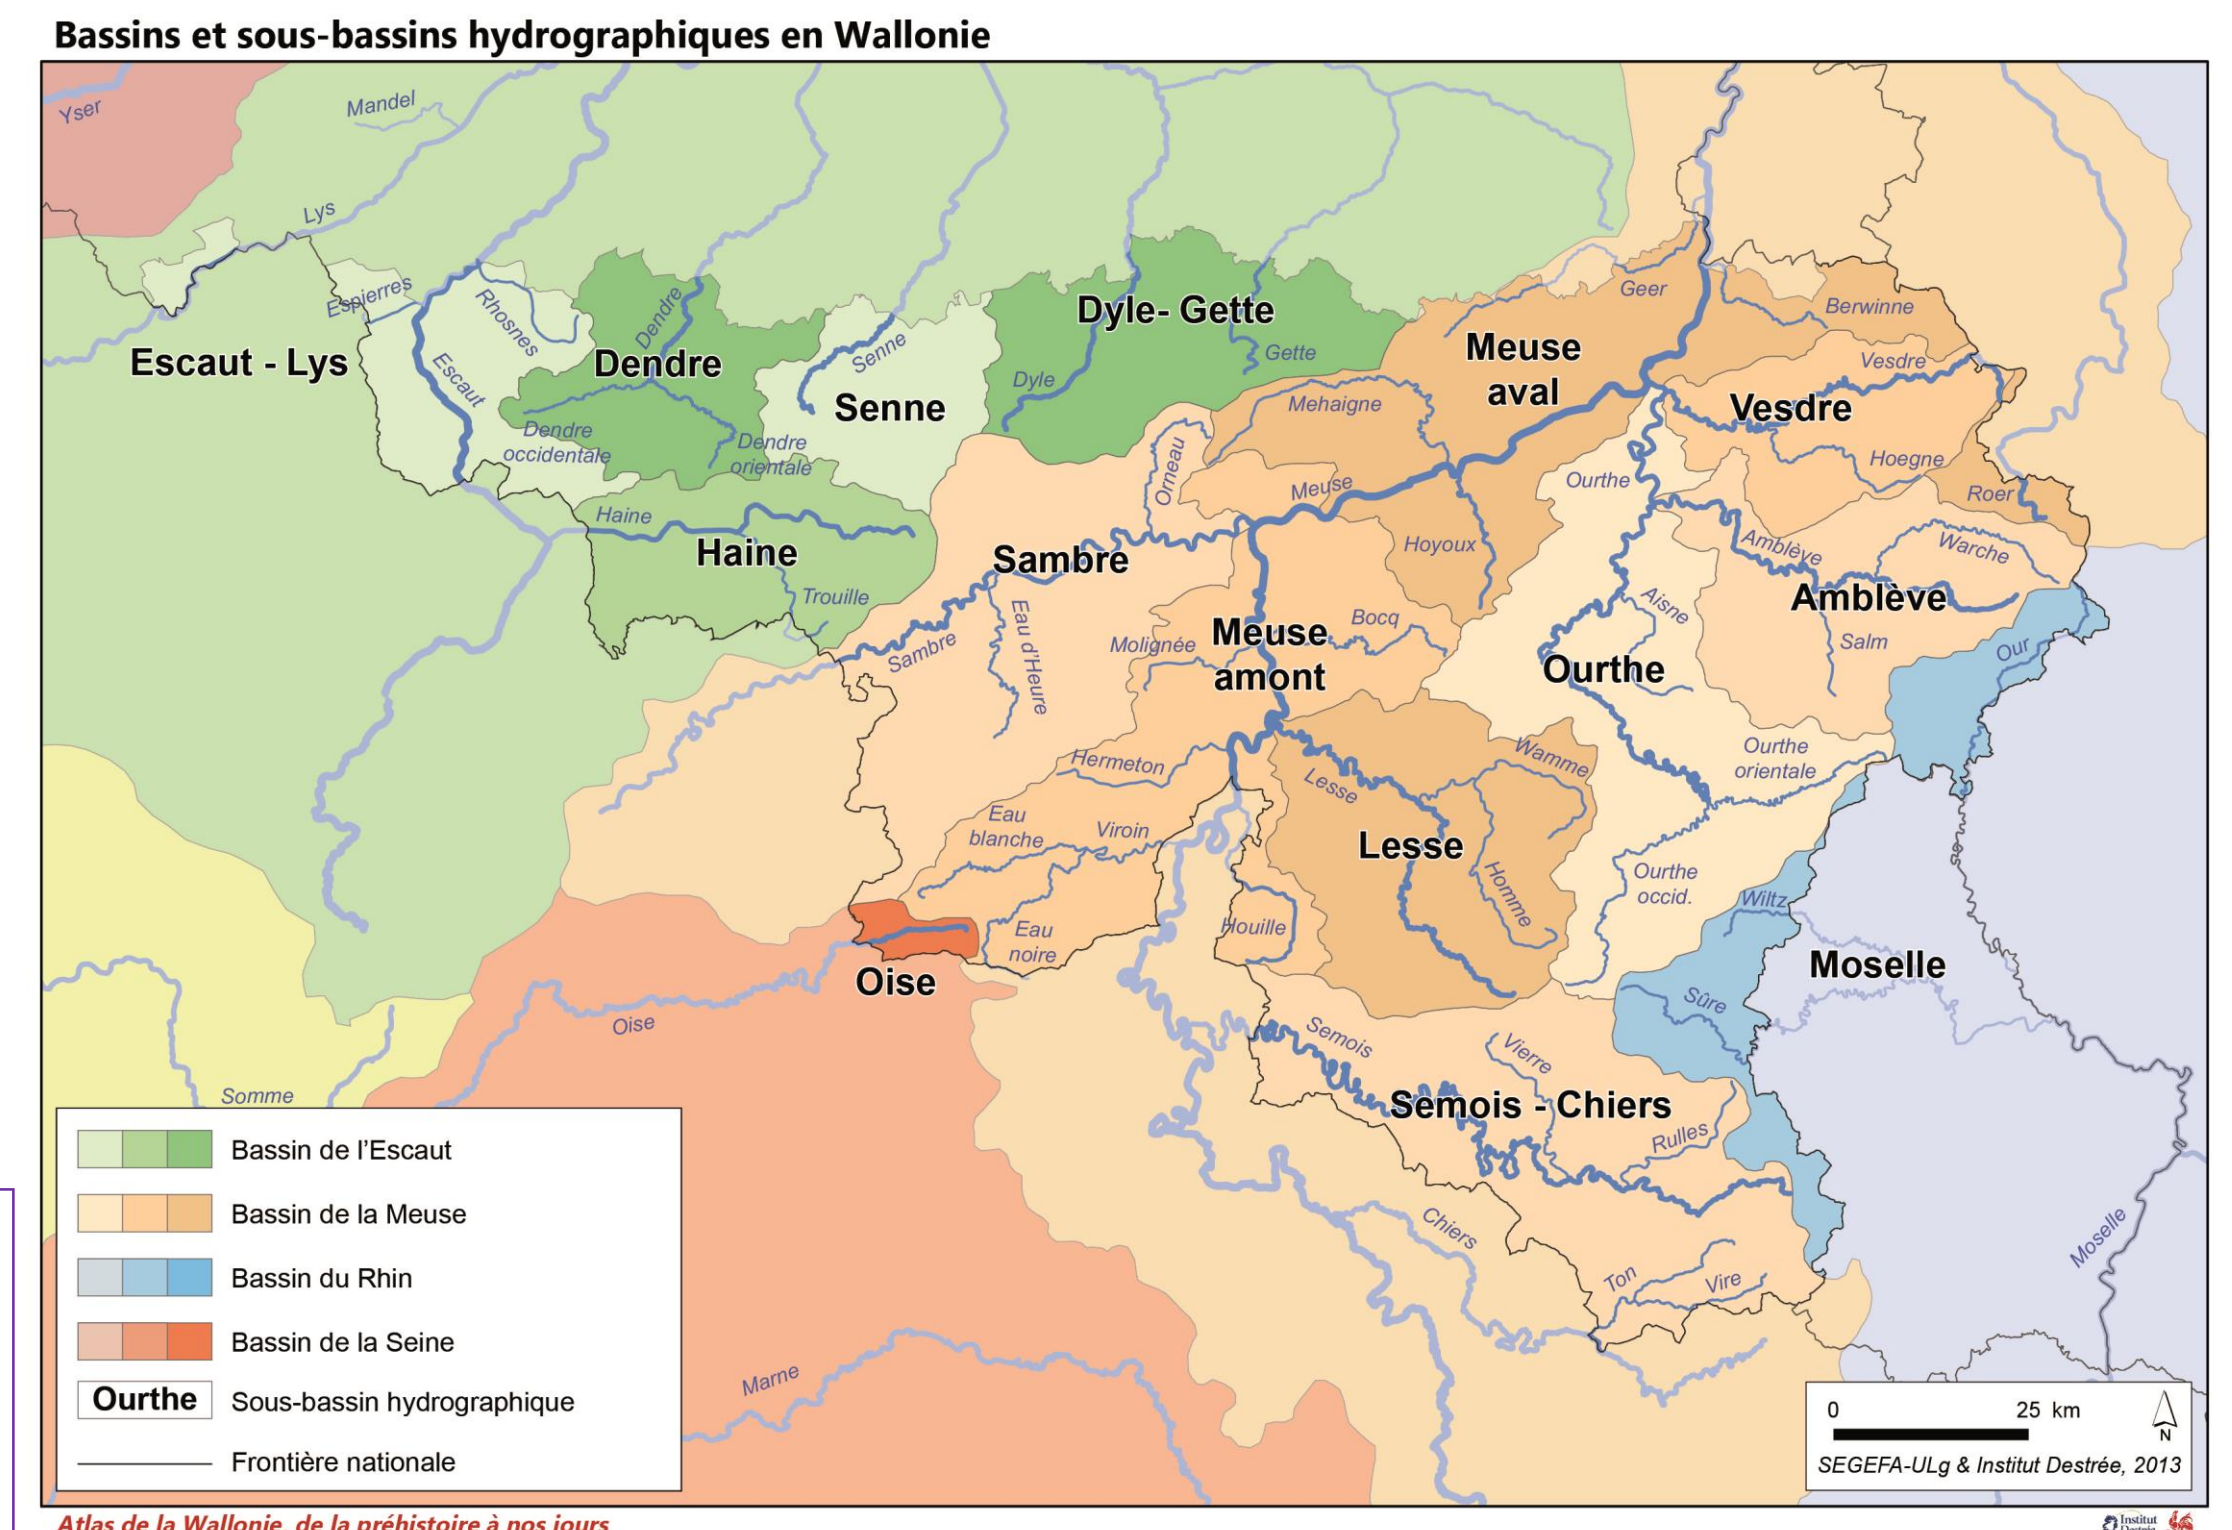 Bassins et sous-bassins hydrographiques en Wallonie
Yser
Mandel
Lys
Espierres
Rhosnes
Escaut
Escaut - Lys
Dendre
Dendre
Dendre
occidentale
Dendre
orientale
Senne
Senne
Dyle- Gette
Dyle
Gette
Geer
Berwinne
Meuse
aval
Mehaigne
Vesdre
Vesdre
Hoegne
Roer
Orneau
Meuse
Hoyoux
Ourthe
Amblève
Warche
Amblève
Salm
Haine
Haine
Trouille
Sambre
Sambre
Eau d'Heure
Molignée
Meuse
amont
Bocq
Aisne
Ourthe
Our
Hermeton
Lesse
Wamme
Ourthe
orientale
Eau
blanche
Viroin
Lesse
Homme
Ourthe
occid.
Wiltz
Eau
noire
Houille
Moselle
Oise
Oise
Sûre
Semois
Vierre
Semois - Chiers
Rulles
Somme
Chiers
Ton
Vire
Moselle
Marne
Bassin de l’Escaut
Bassin de la Meuse
Bassin du Rhin
Bassin de la Seine
Ourthe Sous-bassin hydrographique
Frontière nationale
0 25 km
N
SEGEFA-ULg & Institut Destrée, 2013
Atlas de la Wallonie, de la préhistoire à nos jours
Institut
Destrée